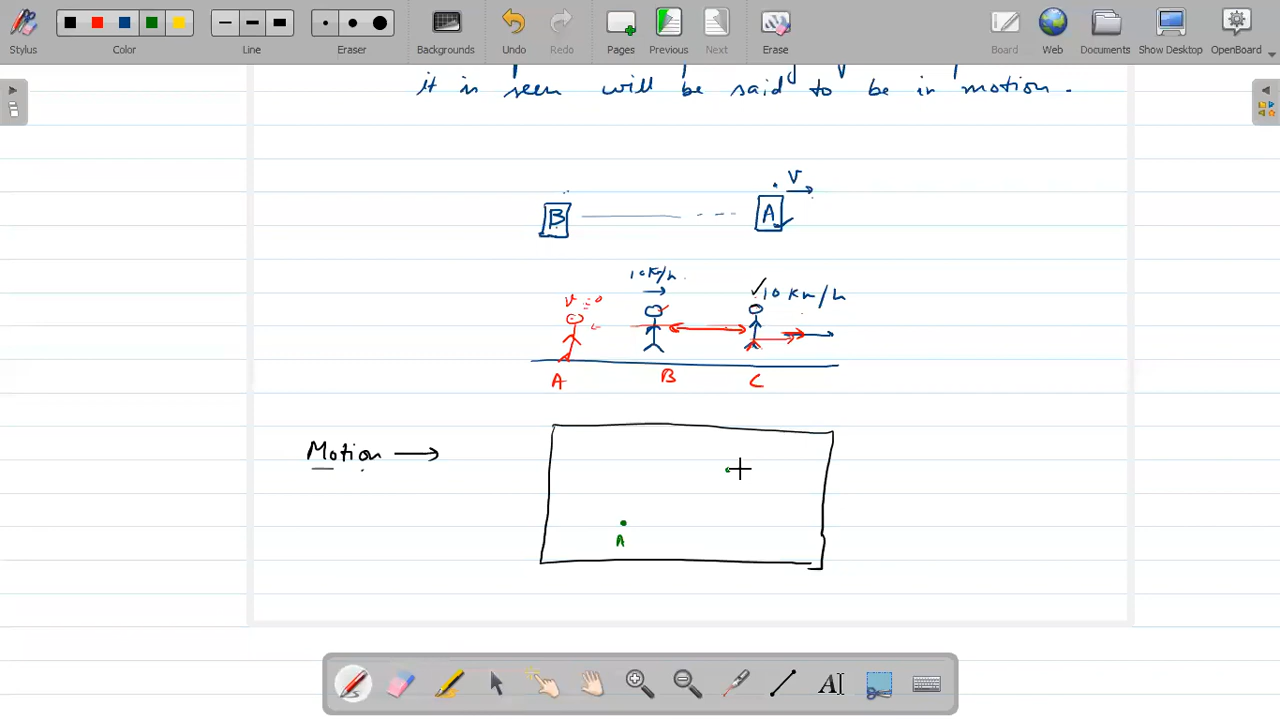 Stylus Color Line Eraser Backgrounds Undo Redo Pages Previous Next Erase Board Web Documents Show Desktop OpenBoard
it is seen will be said to be in motion.
V
B A
10 km/h
10 km/h
v = 0
A B C
Motion →
A